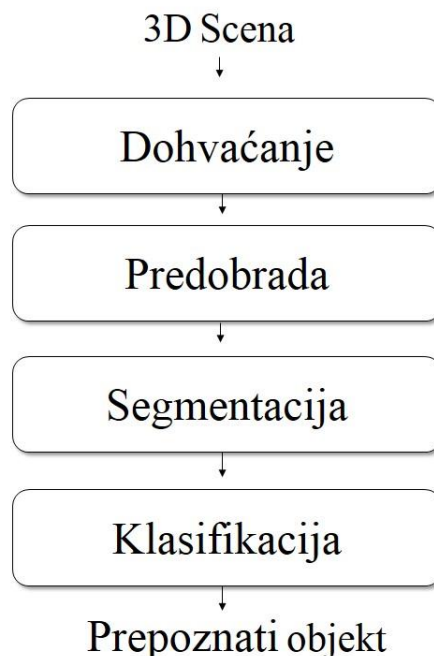 3D Scena
Dohvaćanje
Predobrada
Segmentacija
Klasifikacija
Prepoznati objekt